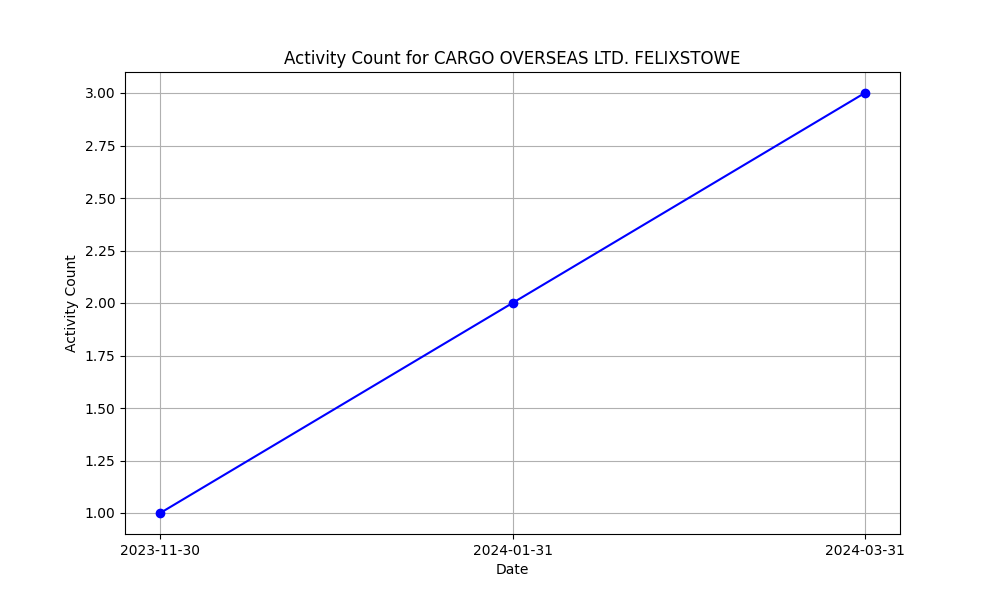 Activity Count for CARGO OVERSEAS LTD. FELIXSTOWE
Activity Count
3.00
2.75
2.50
2.25
2.00
1.75
1.50
1.25
1.00
2023-11-30 2024-01-31 2024-03-31
Date